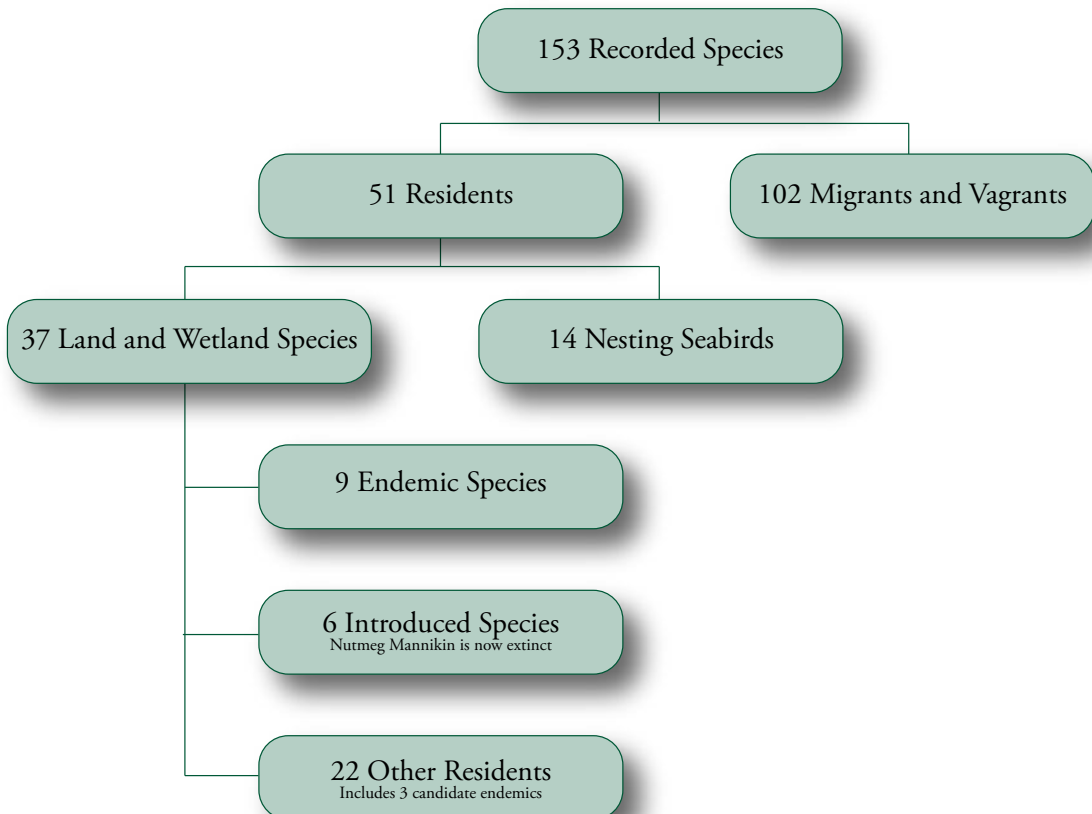 153 Recorded Species
51 Residents
102 Migrants and Vagrants
37 Land and Wetland Species
14 Nesting Seabirds
9 Endemic Species
6 Introduced Species
Nutmeg Mannikin is now extinct
22 Other Residents
Includes 3 candidate endemics